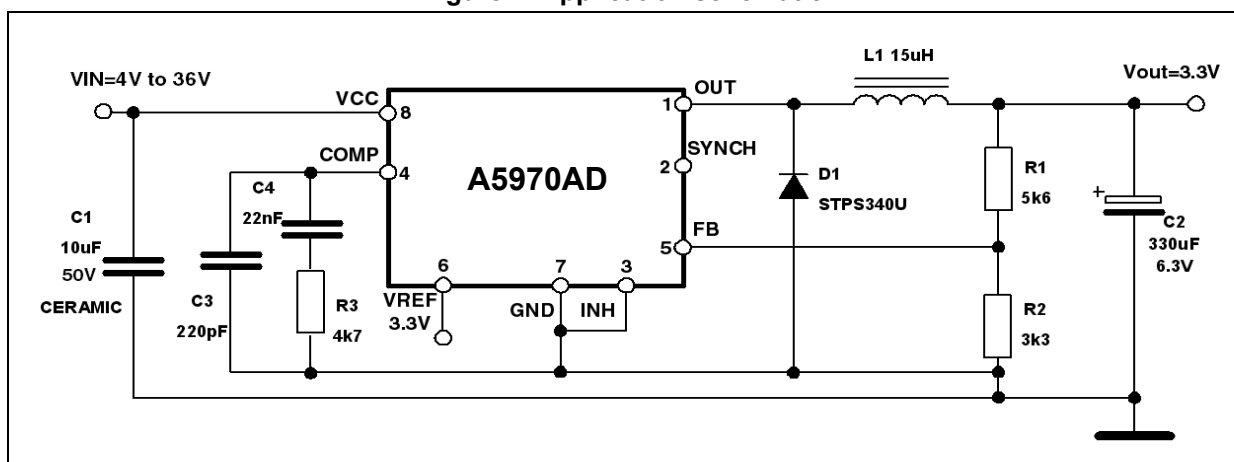 L1 15uH
VIN=4V to 36V
Vout=3.3V
VCC
8
OUT
1
COMP
4
SYNCH
2
A5970AD
C4
22nF
D1
STPS340U
R1
5k6
C1
10uF
50V
CERAMIC
FB
5
+
C2
330uF
6.3V
6
7
3
C3
220pF
R3
4k7
VREF
3.3V
GND
INH
R2
3k3